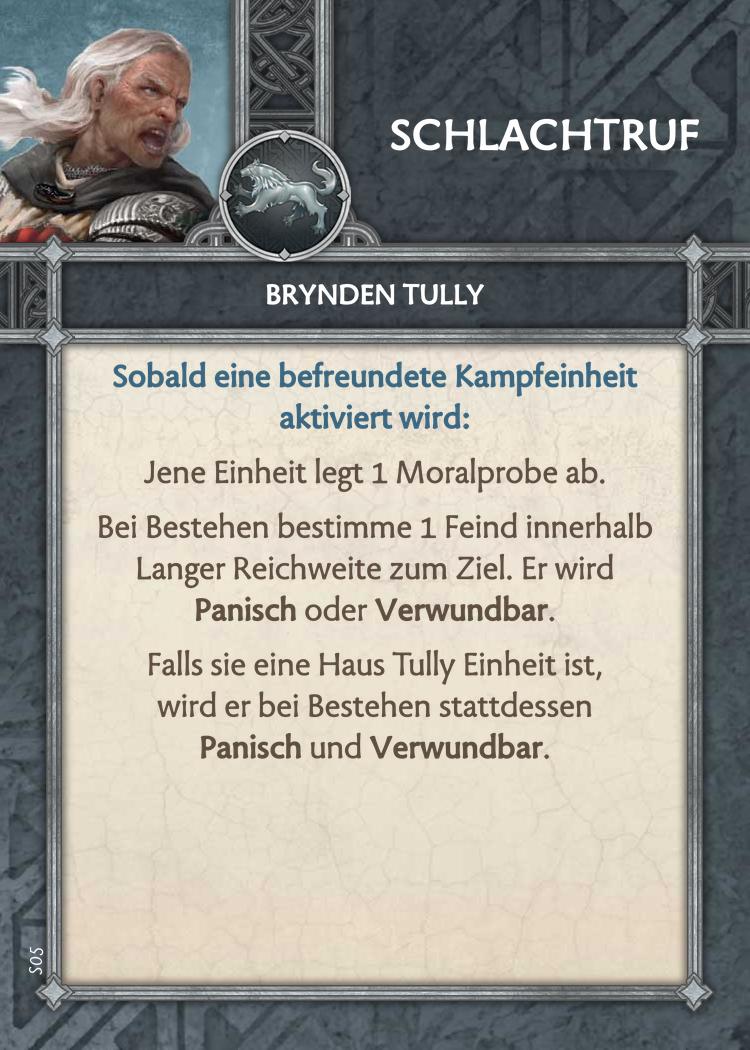 SCHLACHTRUF
BRYNDEN TULLY
Sobald eine befreundete Kampfeinheit
aktiviert wird:
Jene Einheit legt 1 Moralprobe ab.
Bei Bestehen bestimme 1 Feind innerhalb
Langer Reichweite zum Ziel. Er wird
Panisch oder Verwundbar.
Falls sie eine Haus Tully Einheit ist,
wird er bei Bestehen stattdessen
Panisch und Verwundbar.
S05